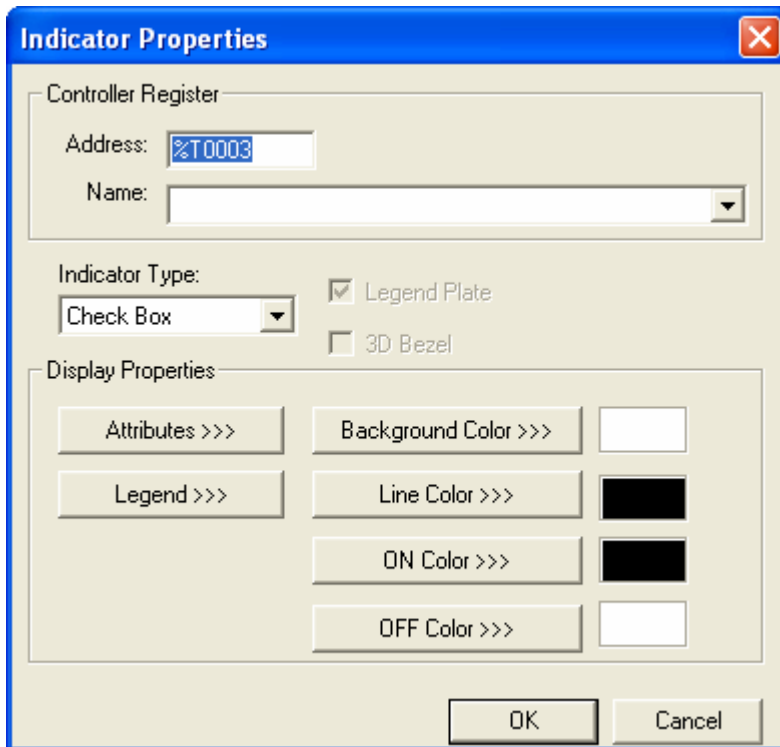 Indicator Properties
Controller Register
Address: %T0003
Name:
Indicator Type:
Check Box
Legend Plate
3D Bezel
Display Properties
Attributes >>> Background Color >>>
Legend >>> Line Color >>>
ON Color >>>
OFF Color >>>
OK Cancel